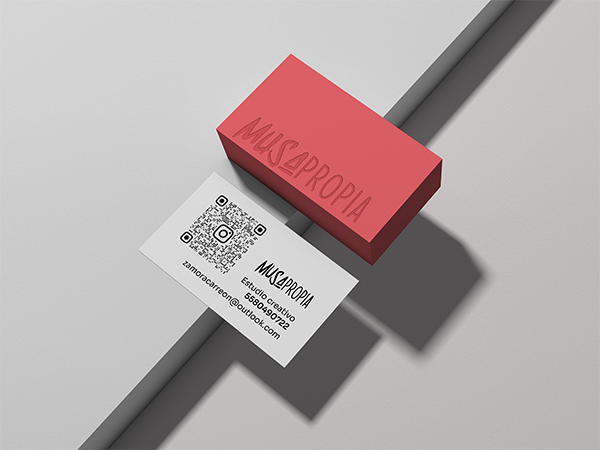 MUSAPROPIA
MUSAPROPIA
Estudio creativo
5580490722
zamoracarreon@outlook.com